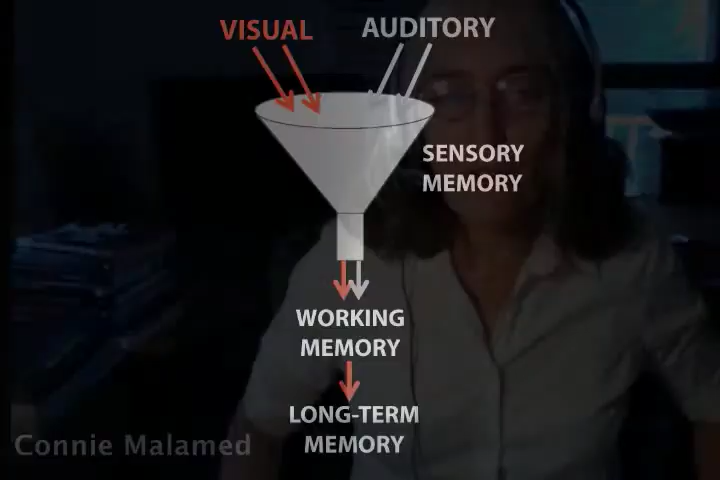 VISUAL
AUDITORY
SENSORY
MEMORY
WORKING
MEMORY
LONG-TERM
MEMORY
Connie Malamed